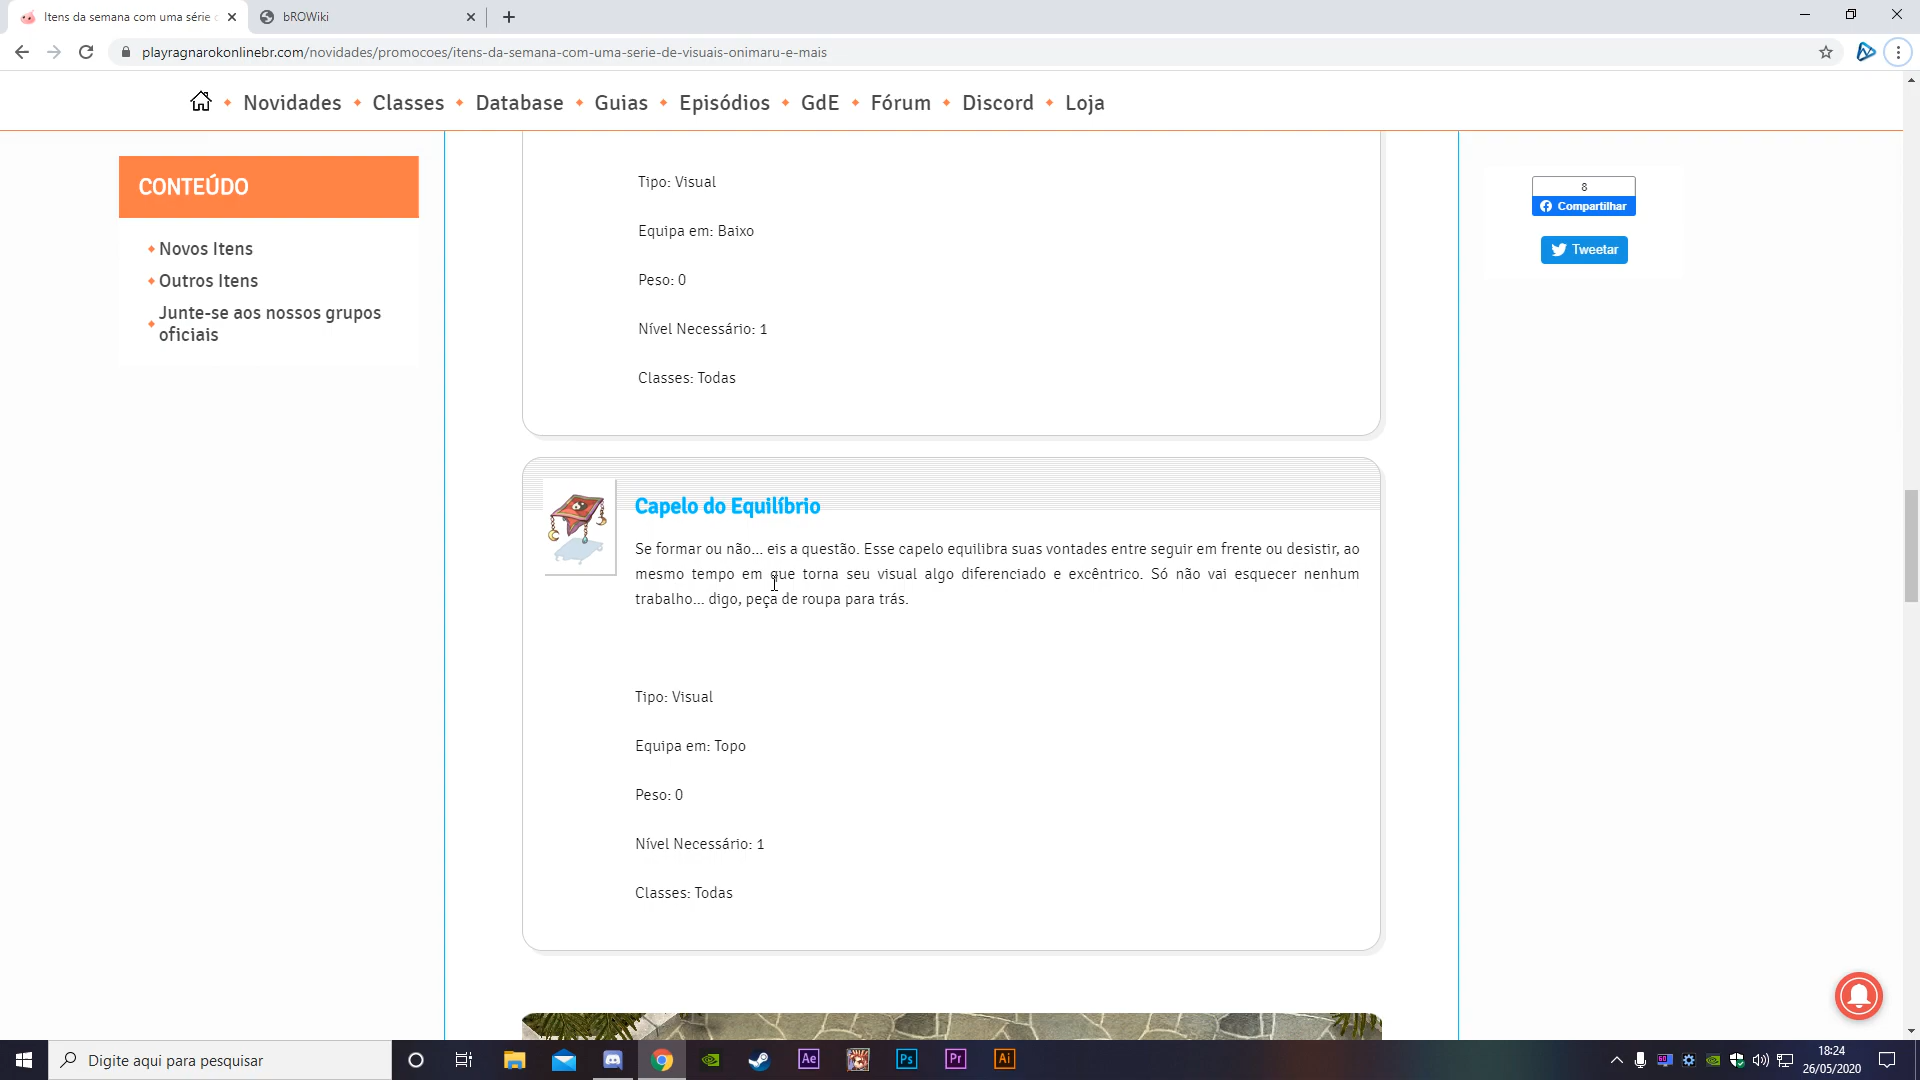 Itens da semana com uma série
bROWiki
playragnarokonlinebr.com/novidades/promocoes/itens-da-semana-com-uma-serie-de-visuais-onimaru-e-mais
Novidades
Classes
Database
Guias
Episódios
GdE
Fórum
Discord
Loja
CONTEÚDO
Novos Itens
Outros Itens
Junte-se aos nossos grupos
oficiais
Tipo: Visual
Equipa em: Baixo
Peso: 0
Nível Necessário: 1
Classes: Todas
8
Compartilhar
Tweetar
Capelo do Equilíbrio
Se formar ou não... eis a questão. Esse capelo equilibra suas vontades entre seguir em frente ou desistir, ao
mesmo tempo em que torna seu visual algo diferenciado e excêntrico. Só não vai esquecer nenhum
trabalho... digo, peça de roupa para trás.
Tipo: Visual
Equipa em: Topo
Peso: 0
Nível Necessário: 1
Classes: Todas
Digite aqui para pesquisar
Ae
Ps
Pr
Ai
18:24
26/05/2020